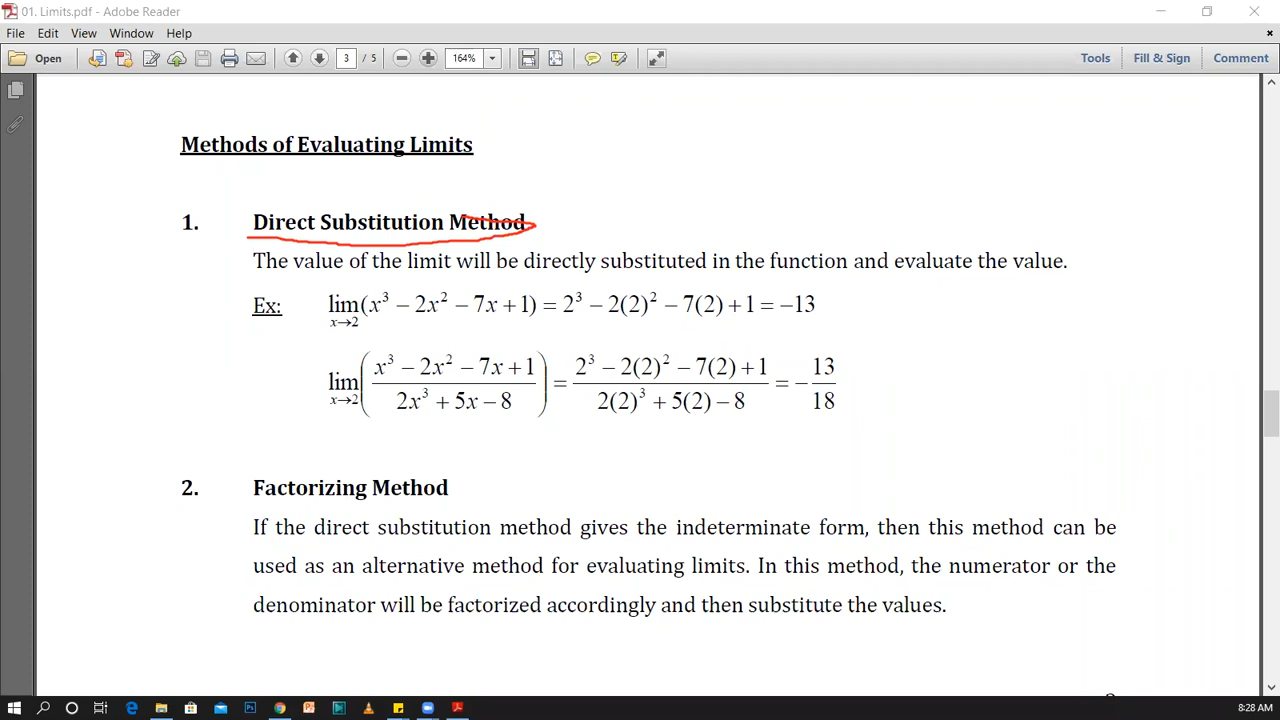 01. Limits.pdf - Adobe Reader
File Edit View Window Help
Open 3 / 5 164% Tools Fill & Sign Comment
Methods of Evaluating Limits
1. Direct Substitution Method
The value of the limit will be directly substituted in the function and evaluate the value.
Ex: lim x→2 (x³ − 2x² − 7x + 1) = 2³ − 2(2)² − 7(2) + 1 = −13
lim x→2 ((x³ − 2x² − 7x + 1)/(2x³ + 5x − 8)) = (2³ − 2(2)² − 7(2) + 1)/(2(2)³ + 5(2) − 8) = −13/18
2. Factorizing Method
If the direct substitution method gives the indeterminate form, then this method can be
used as an alternative method for evaluating limits. In this method, the numerator or the
denominator will be factorized accordingly and then substitute the values.
8:28 AM